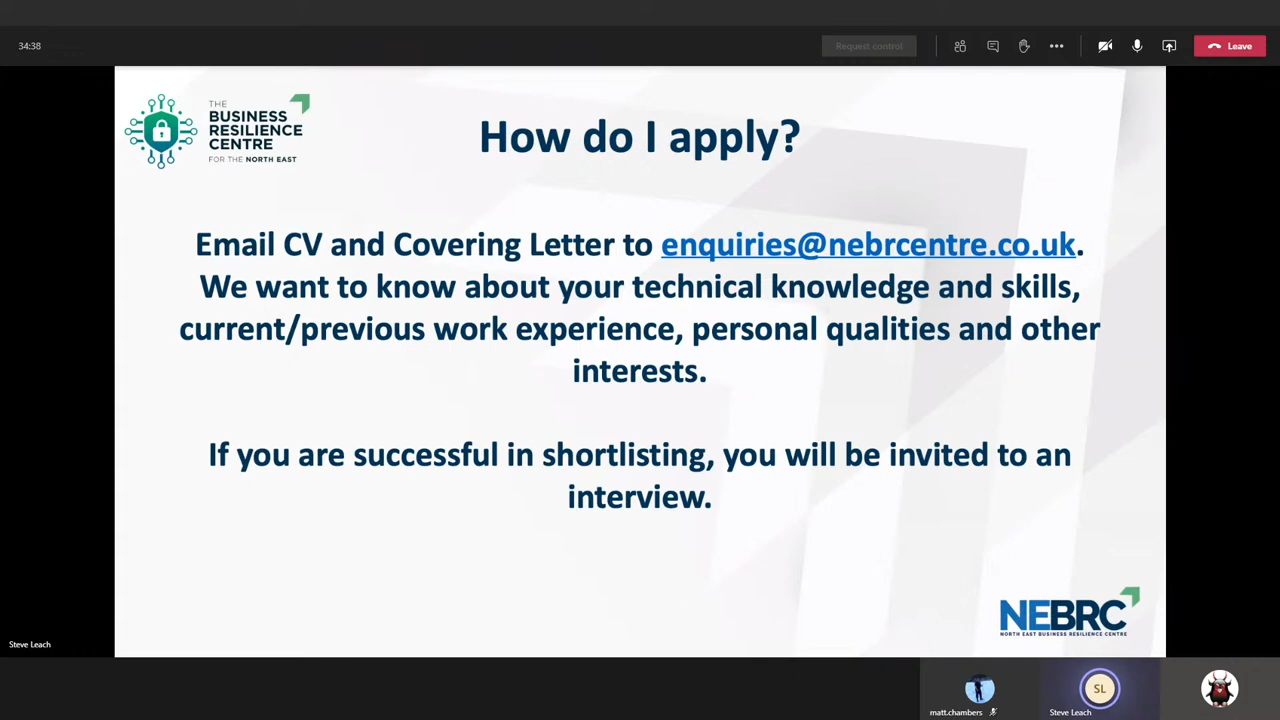 34:38
Request control
Leave
THE
BUSINESS
RESILIENCE
CENTRE
FOR THE NORTH EAST
How do I apply?
Email CV and Covering Letter to enquiries@nebrcentre.co.uk.
We want to know about your technical knowledge and skills,
current/previous work experience, personal qualities and other
interests.
If you are successful in shortlisting, you will be invited to an
interview.
NEBRC
NORTH EAST BUSINESS RESILIENCE CENTRE
Steve Leach
SL
matt.chambers
Steve Leach